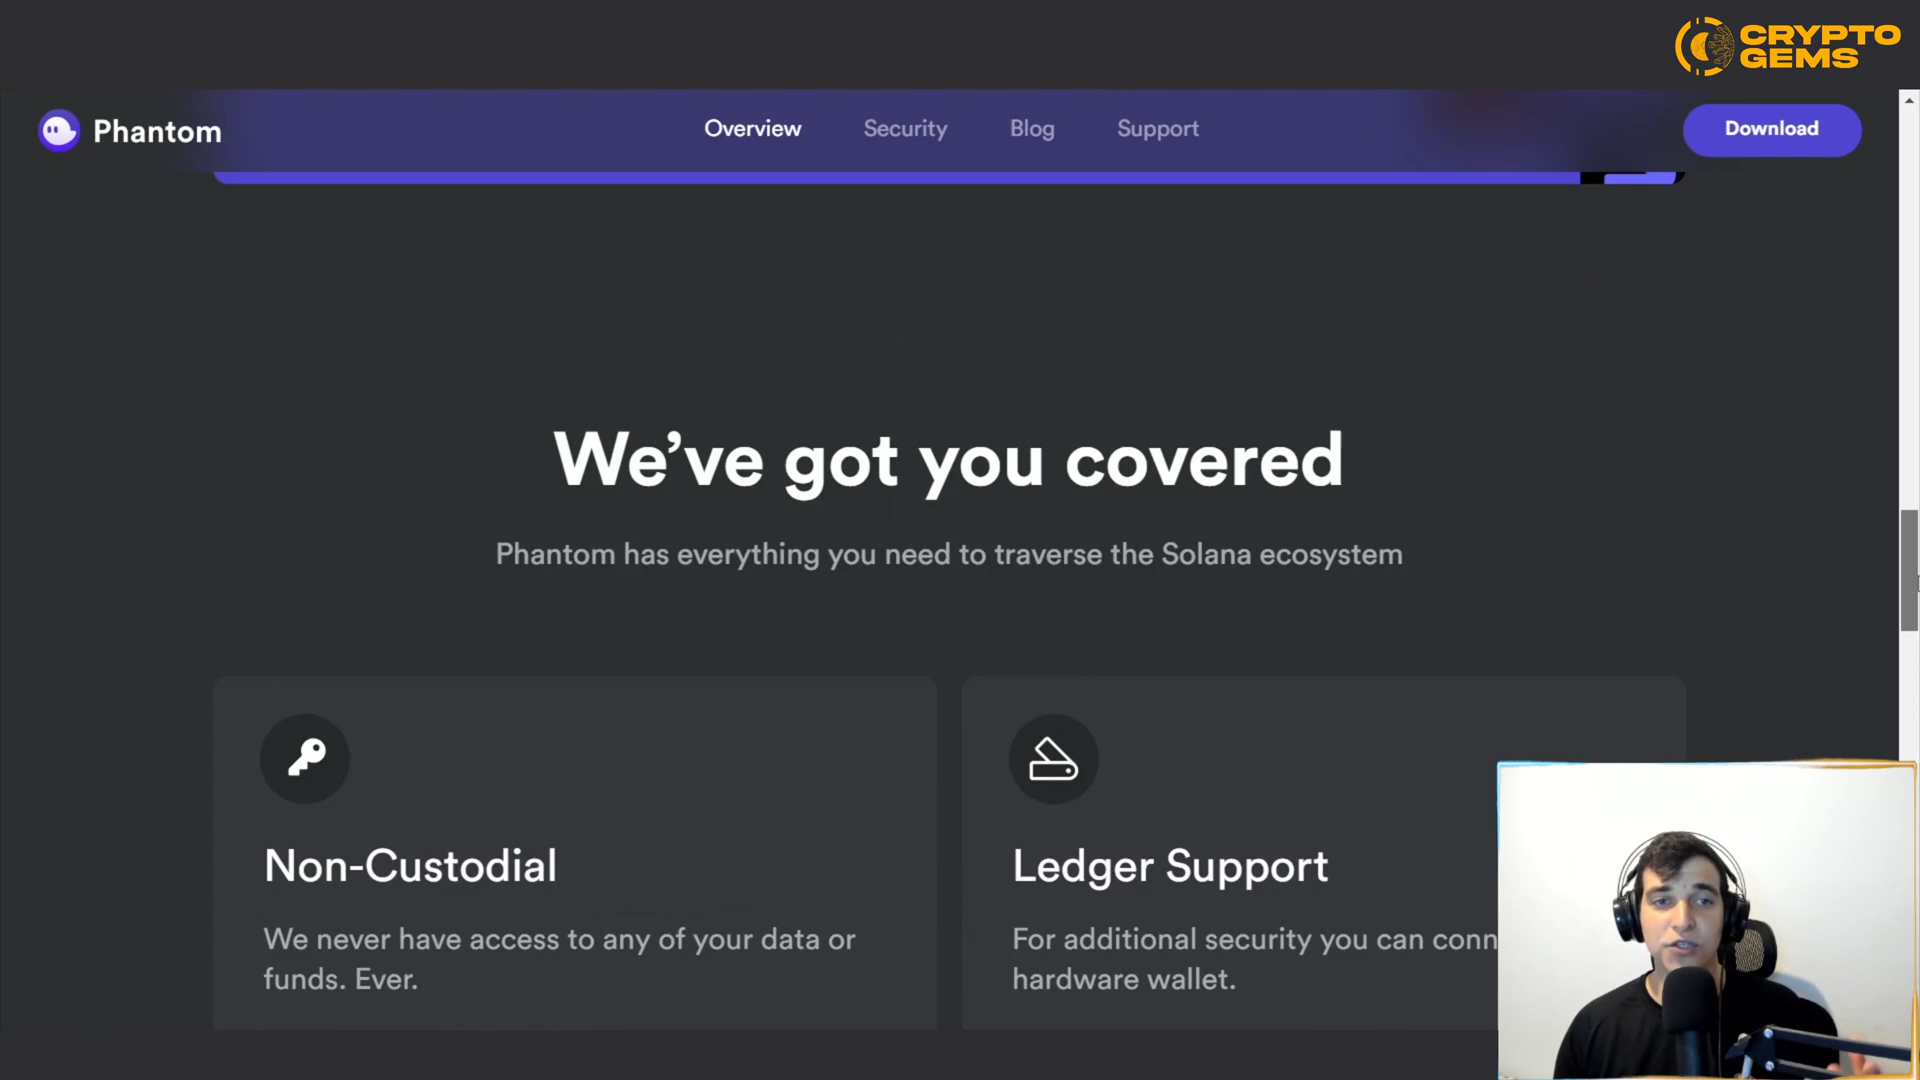 CRYPTO
GEMS
Phantom
Overview
Security
Blog
Support
Download
We've got you covered
Phantom has everything you need to traverse the Solana ecosystem
Non-Custodial
We never have access to any of your data or
funds. Ever.
Ledger Support
For additional security you can conn
hardware wallet.